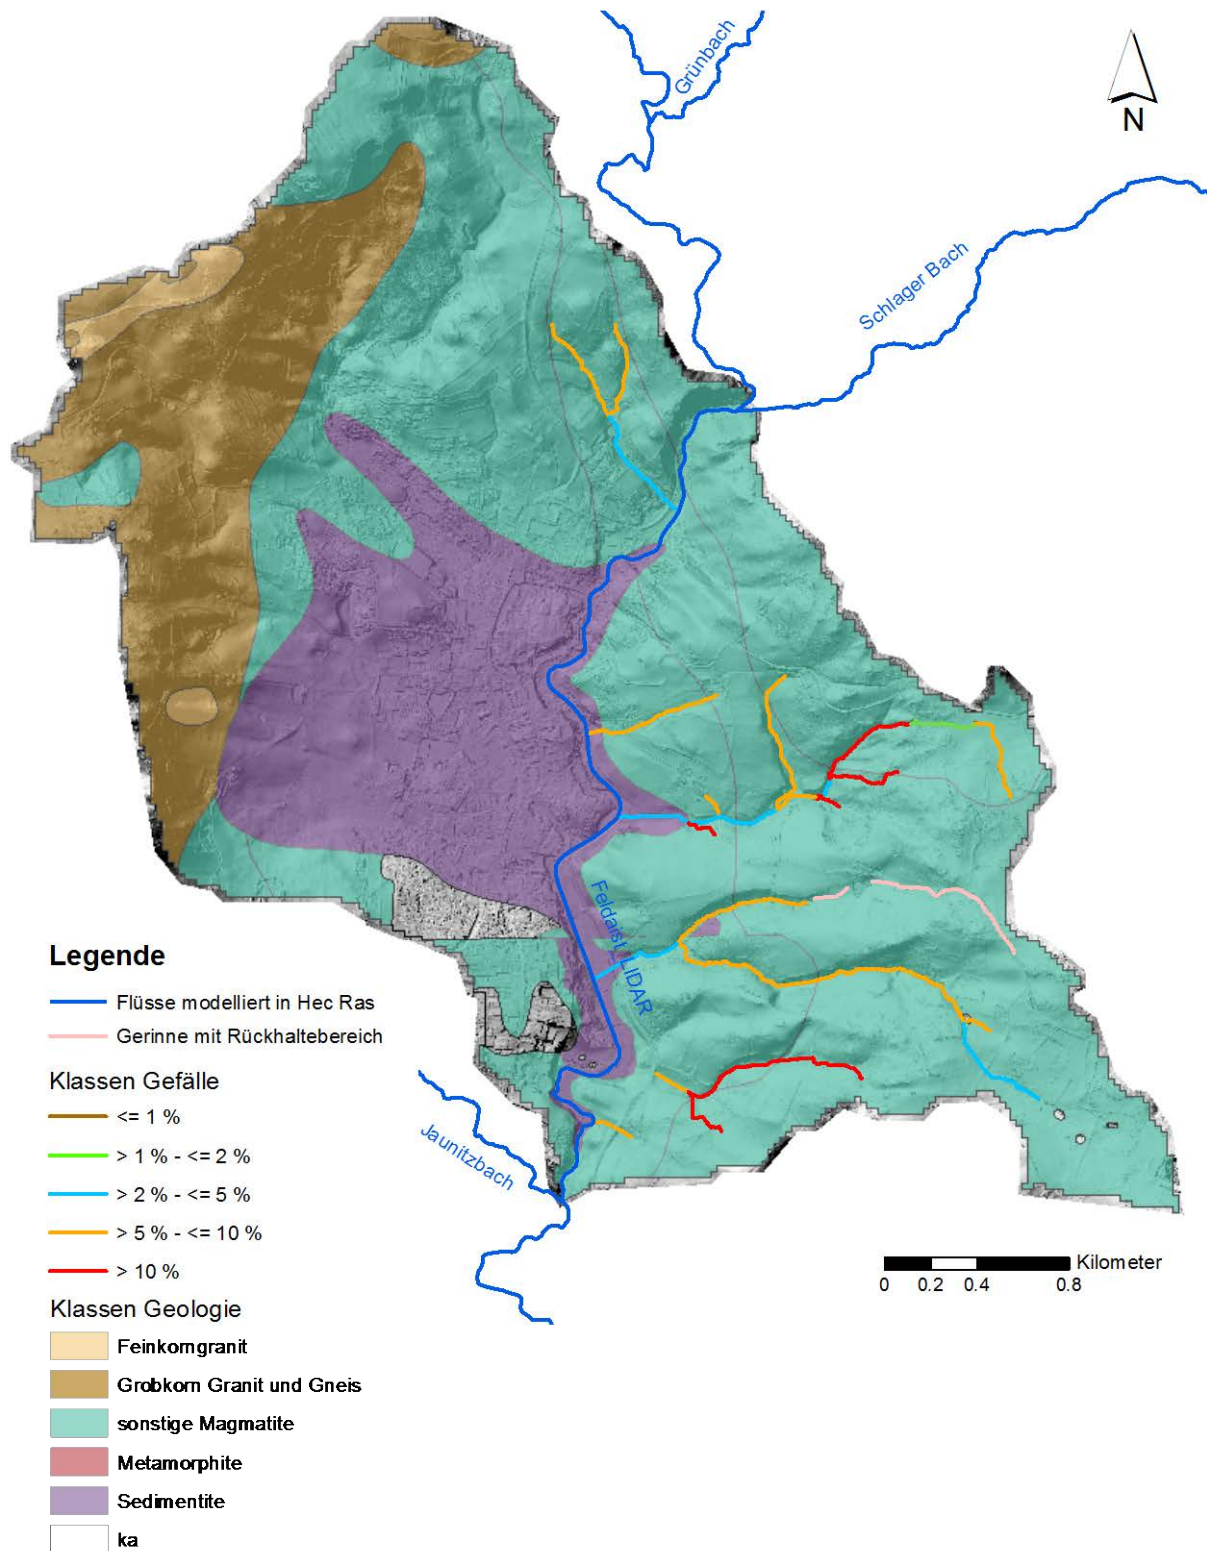 Grünbach
N
Schlager Bach
Feldaist_LIDAR
Jaunitzbach
Legende
Flüsse modelliert in Hec Ras
Gerinne mit Rückhaltebereich
Klassen Gefälle
<= 1 %
> 1 % - <= 2 %
> 2 % - <= 5 %
> 5 % - <= 10 %
> 10 %
Kilometer
0 0.2 0.4 0.8
Klassen Geologie
Feinkorngranit
Grobkorn Granit und Gneis
sonstige Magmatite
Metamorphite
Sedimentite
ka